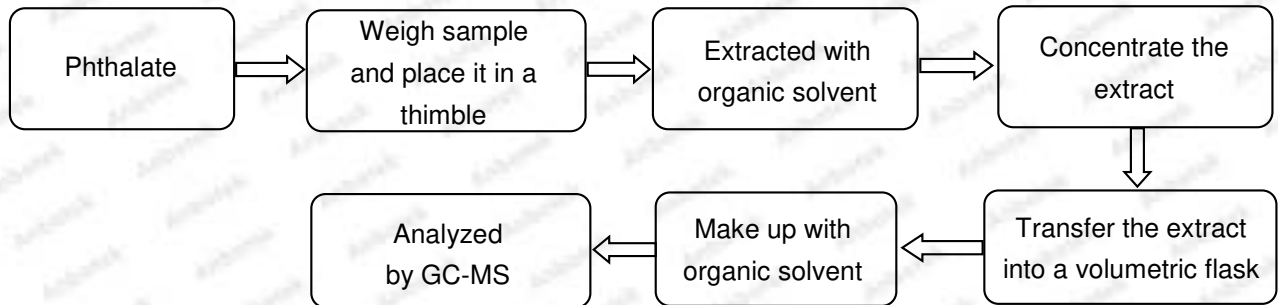 Phthalate
Weigh sample
and place it in a
thimble
Extracted with
organic solvent
Concentrate the
extract
Transfer the extract
into a volumetric flask
Make up with
organic solvent
Analyzed
by GC-MS